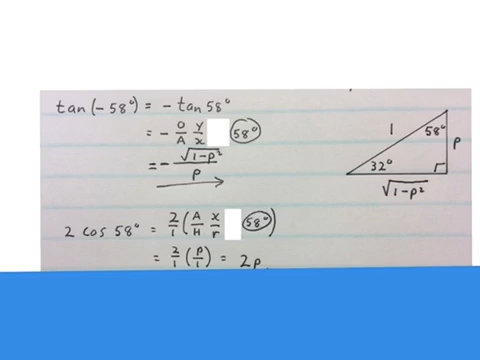 tan(-58°) = - tan 58°
= - O/A y/x 58°
= - √(1-p²)/p
2 cos 58° = 2/1 (A/H x/r 58°)
= 2/1 (p/1) = 2p
1
58°
p
32°
√(1-p²)